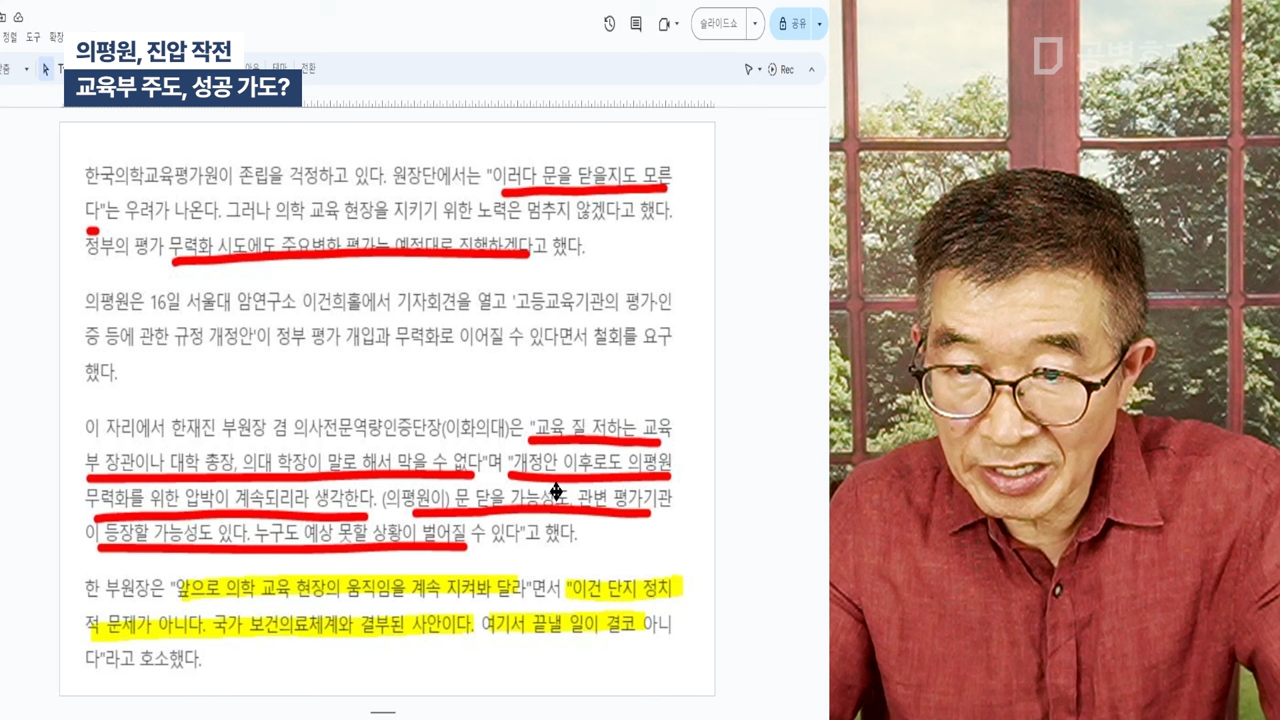 정렬 도구 확장
슬라이드쇼
공유
의평원, 진압 작전
교육부 주도, 성공 가도?
테마
전환
Rec
공병호TV
한국의학교육평가원이 존립을 걱정하고 있다. 원장단에서는 "이러다 문을 닫을지도 모른
다"는 우려가 나온다. 그러나 의학 교육 현장을 지키기 위한 노력은 멈추지 않겠다고 했다.
정부의 평가 무력화 시도에도 주요변화 평가는 예정대로 진행하겠다고 했다.
의평원은 16일 서울대 암연구소 이건희홀에서 기자회견을 열고 '고등교육기관의 평가·인
증 등에 관한 규정 개정안'이 정부 평가 개입과 무력화로 이어질 수 있다면서 철회를 요구
했다.
이 자리에서 한재진 부원장 겸 의사전문역량인증단장(이화의대)은 "교육 질 저하는 교육
부 장관이나 대학 총장, 의대 학장이 말로 해서 막을 수 없다"며 "개정안 이후로도 의평원
무력화를 위한 압박이 계속되리라 생각한다. (의평원이) 문 닫을 가능성도, 관변 평가기관
이 등장할 가능성도 있다. 누구도 예상 못할 상황이 벌어질 수 있다"고 했다.
한 부원장은 "앞으로 의학 교육 현장의 움직임을 계속 지켜봐 달라"면서 "이건 단지 정치
적 문제가 아니다. 국가 보건의료체계와 결부된 사안이다. 여기서 끝낼 일이 결코 아니
다"라고 호소했다.